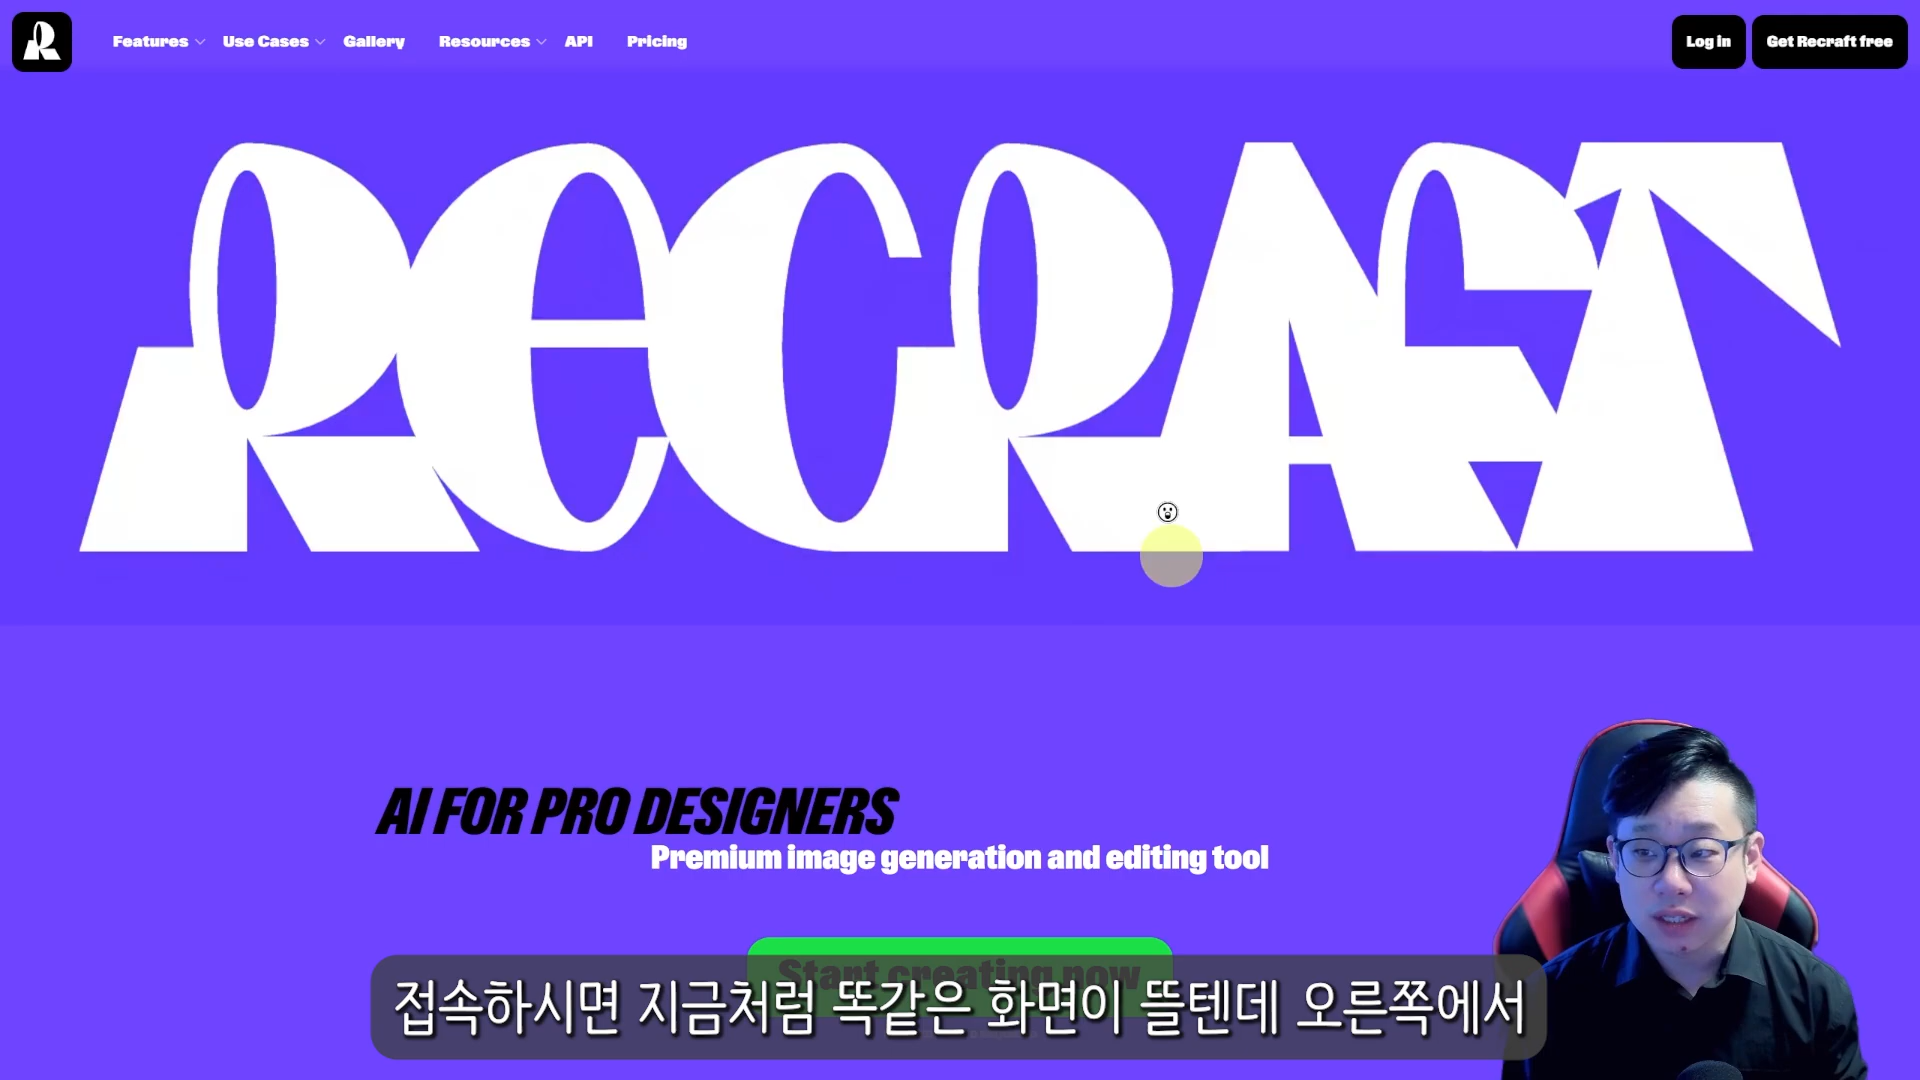 Features
Use Cases
Gallery
Resources
API
Pricing
Log in
Get Recraft free
RECRAFT
AI FOR PRO DESIGNERS
Premium image generation and editing tool
Start creating now
접속하시면 지금처럼 똑같은 화면이 뜰텐데 오른쪽에서